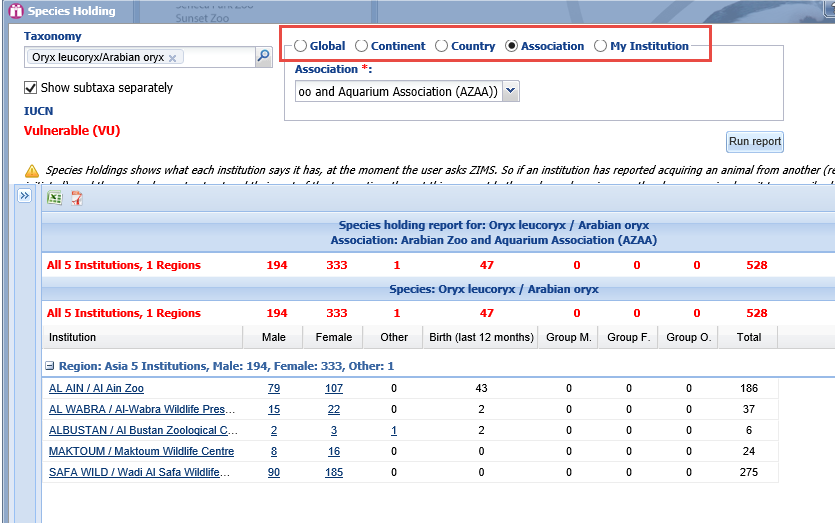 Species Holding
Sunset Zoo
Taxonomy
Oryx leucoryx/Arabian oryx
Show subtaxa separately
IUCN
Vulnerable (VU)
Global Continent Country Association My Institution
Association *:
oo and Aquarium Association (AZAA))
Run report
Species Holdings shows what each institution says it has, at the moment the user asks ZIMS. So if an institution has reported acquiring an animal from another (re
Species holding report for: Oryx leucoryx / Arabian oryx
Association: Arabian Zoo and Aquarium Association (AZAA)
All 5 Institutions, 1 Regions 194 333 1 47 0 0 0 528
Species: Oryx leucoryx / Arabian oryx
All 5 Institutions, 1 Regions 194 333 1 47 0 0 0 528
Institution Male Female Other Birth (last 12 months) Group M. Group F. Group O. Total
Region: Asia 5 Institutions, Male: 194, Female: 333, Other: 1
AL AIN / Al Ain Zoo 79 107 0 43 0 0 0 186
AL WABRA / Al-Wabra Wildlife Pres... 15 22 0 2 0 0 0 37
ALBUSTAN / Al Bustan Zoological C... 2 3 1 2 0 0 0 6
MAKTOUM / Maktoum Wildlife Centre 8 16 0 0 0 0 0 24
SAFA WILD / Wadi Al Safa Wildlife... 90 185 0 0 0 0 0 275